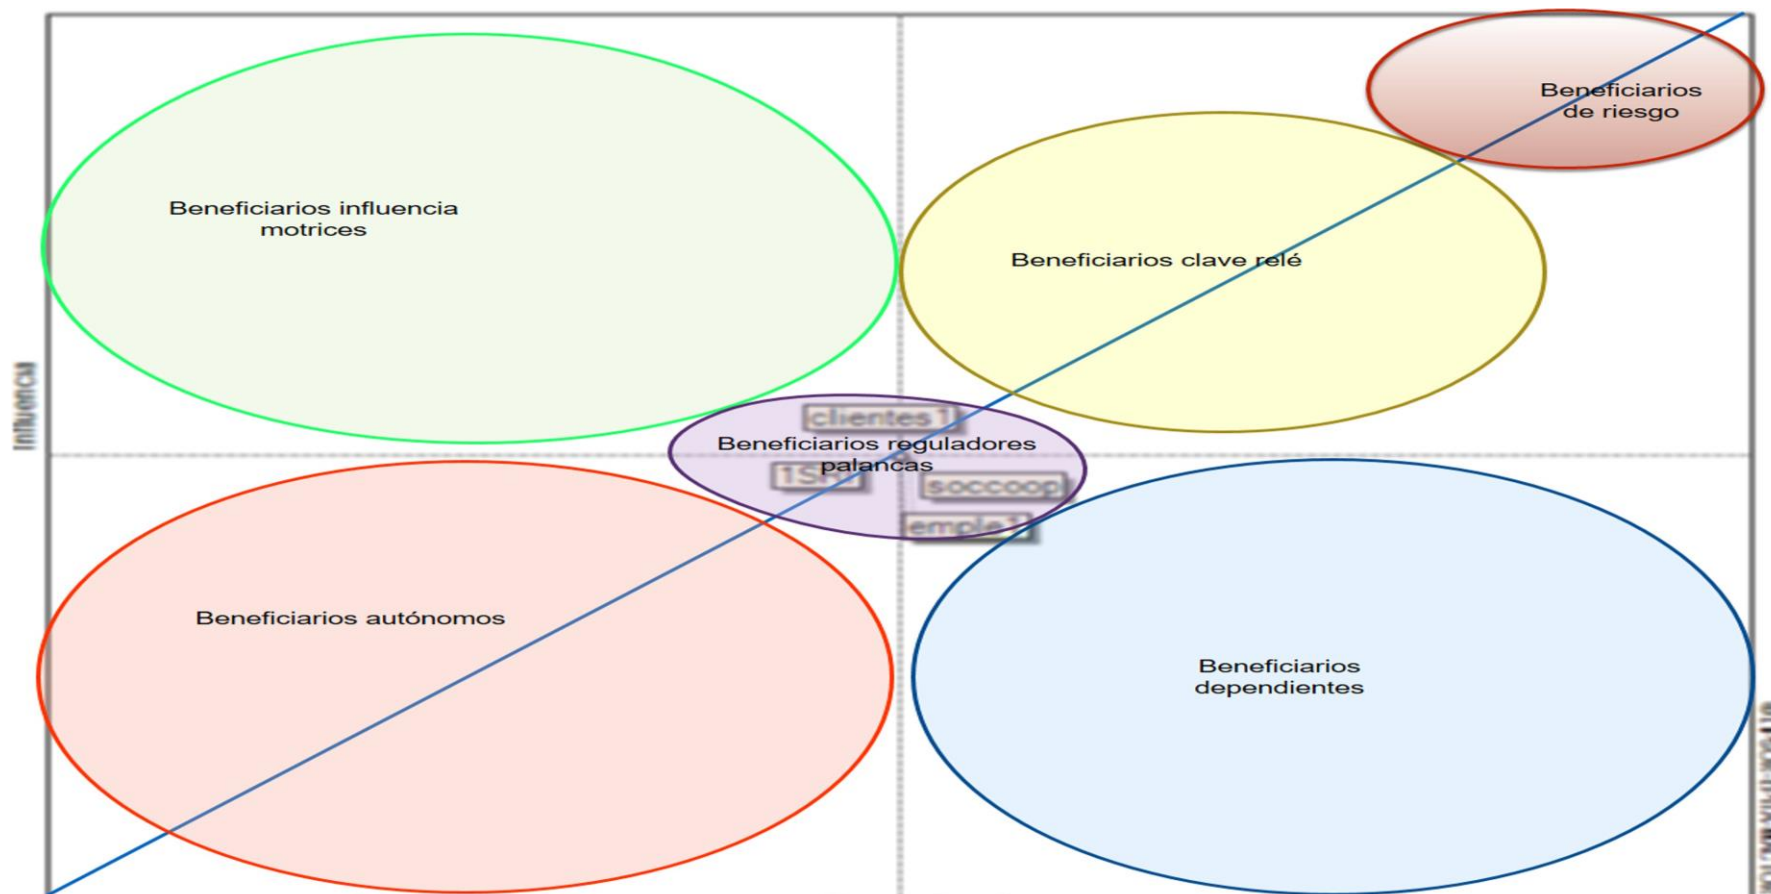 Beneficiarios
de riesgo
Beneficiarios influencia
motrices
Beneficiarios clave relé
Influencia
clientes1
Beneficiarios reguladores
palancas
soccoop
emple1
Beneficiarios autónomos
Beneficiarios
dependientes